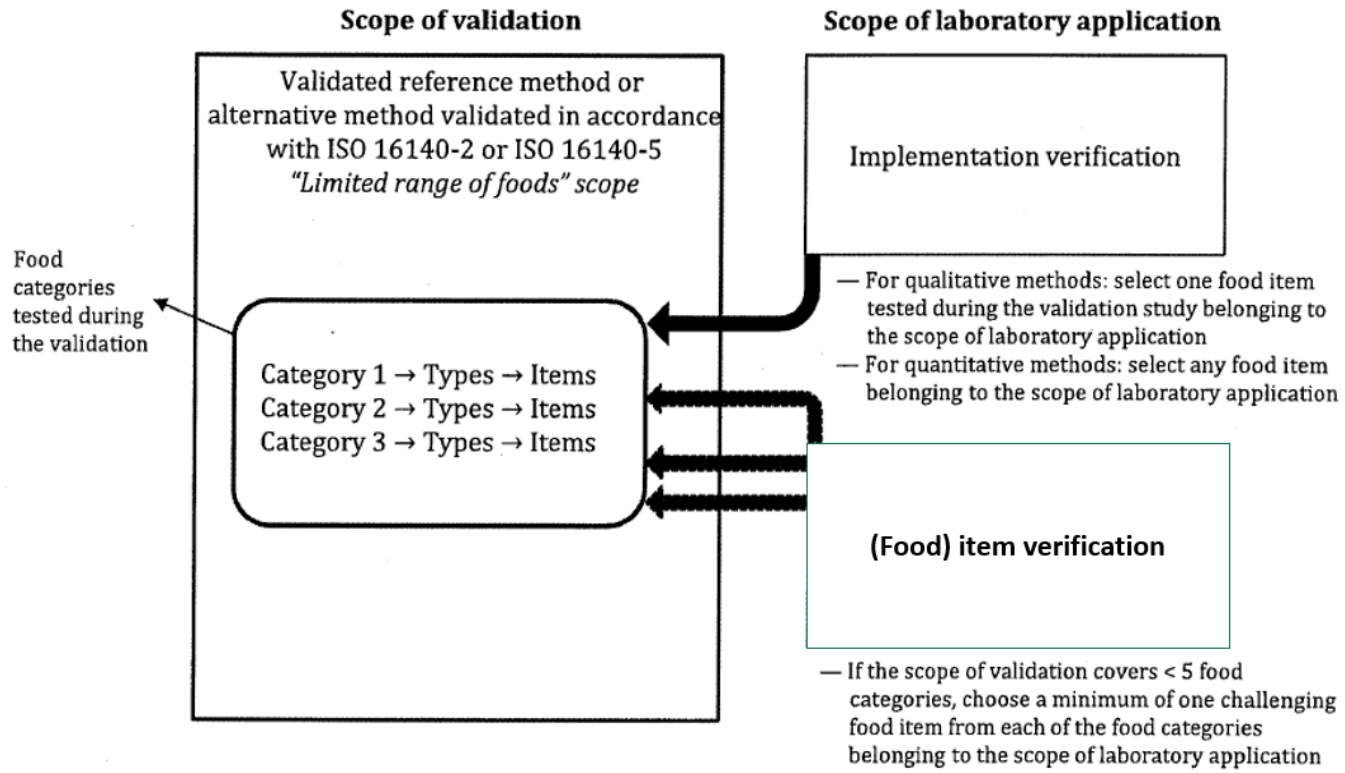 Scope of validation
Scope of laboratory application
Validated reference method or
alternative method validated in accordance
with ISO 16140-2 or ISO 16140-5
“Limited range of foods” scope
Implementation verification
Food
categories
tested during
the validation
— For qualitative methods: select one food item
tested during the validation study belonging to
the scope of laboratory application
— For quantitative methods: select any food item
belonging to the scope of laboratory application
Category 1 → Types → Items
Category 2 → Types → Items
Category 3 → Types → Items
(Food) item verification
— If the scope of validation covers < 5 food
categories, choose a minimum of one challenging
food item from each of the food categories
belonging to the scope of laboratory application